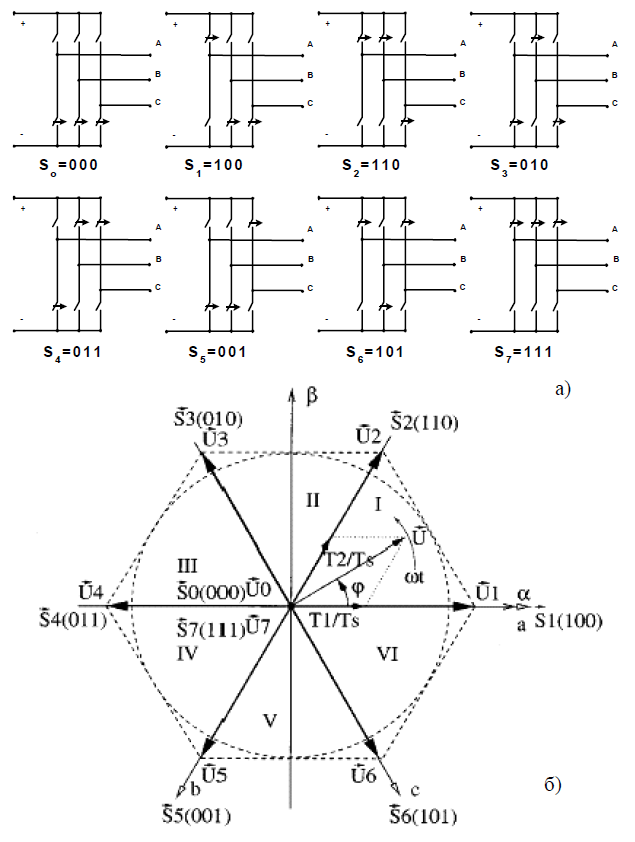 + + + +
A A A A
B B B B
C C C C
- - - -
So=000 S1=100 S2=110 S3=010
+ + + +
A A A A
B B B B
C C C C
- - - -
S4=011 S5=001 S6=101 S7=111
а)
β
S3(010) S2(110)
U3 U2
II I
U
T2/Ts
III ωt
φ
U4 S0(000)U0 U1 α
S4(011) T1/Ts a S1(100)
S7(111)U7
IV VI
V
U5 U6
b c б)
S5(001) S6(101)